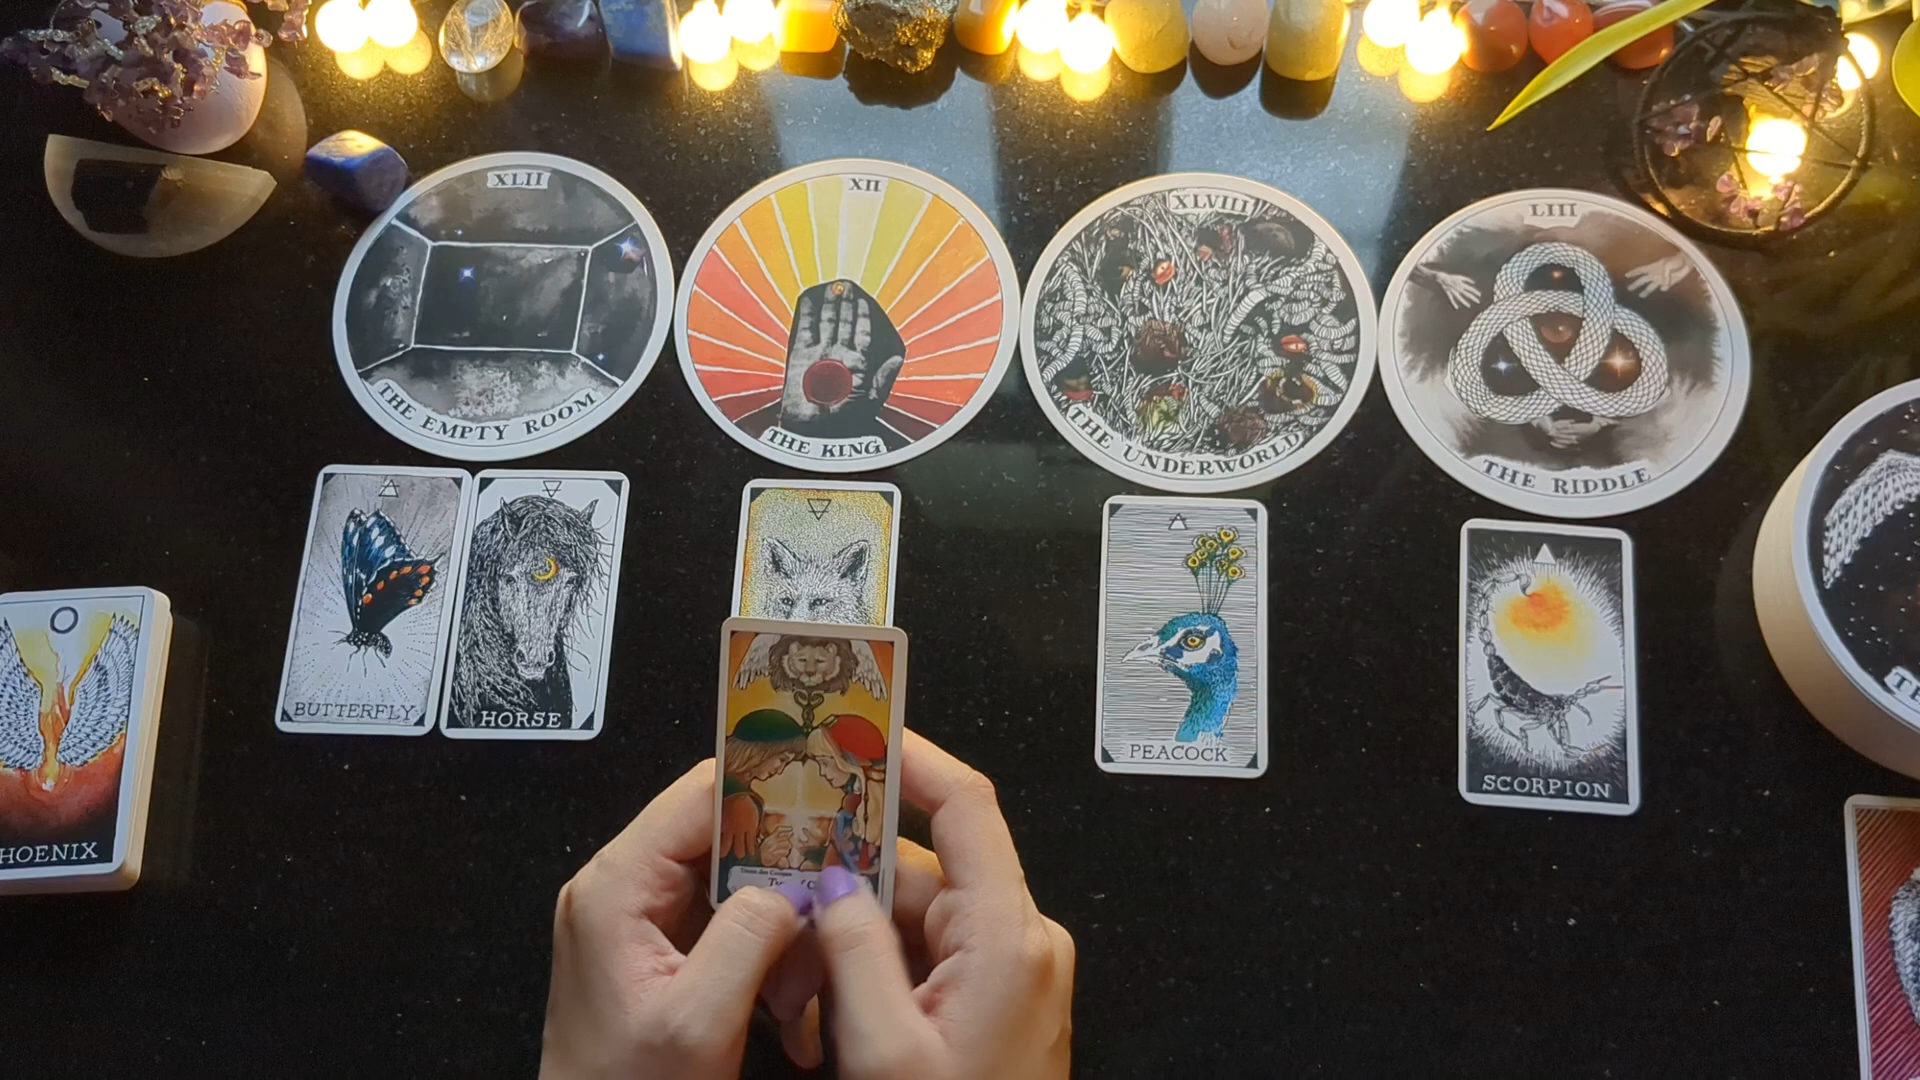 XLII
THE EMPTY ROOM
XII
THE KING
XLVIII
THE UNDERWORLD
LIII
THE RIDDLE
BUTTERFLY
HORSE
PEACOCK
SCORPION
HOENIX